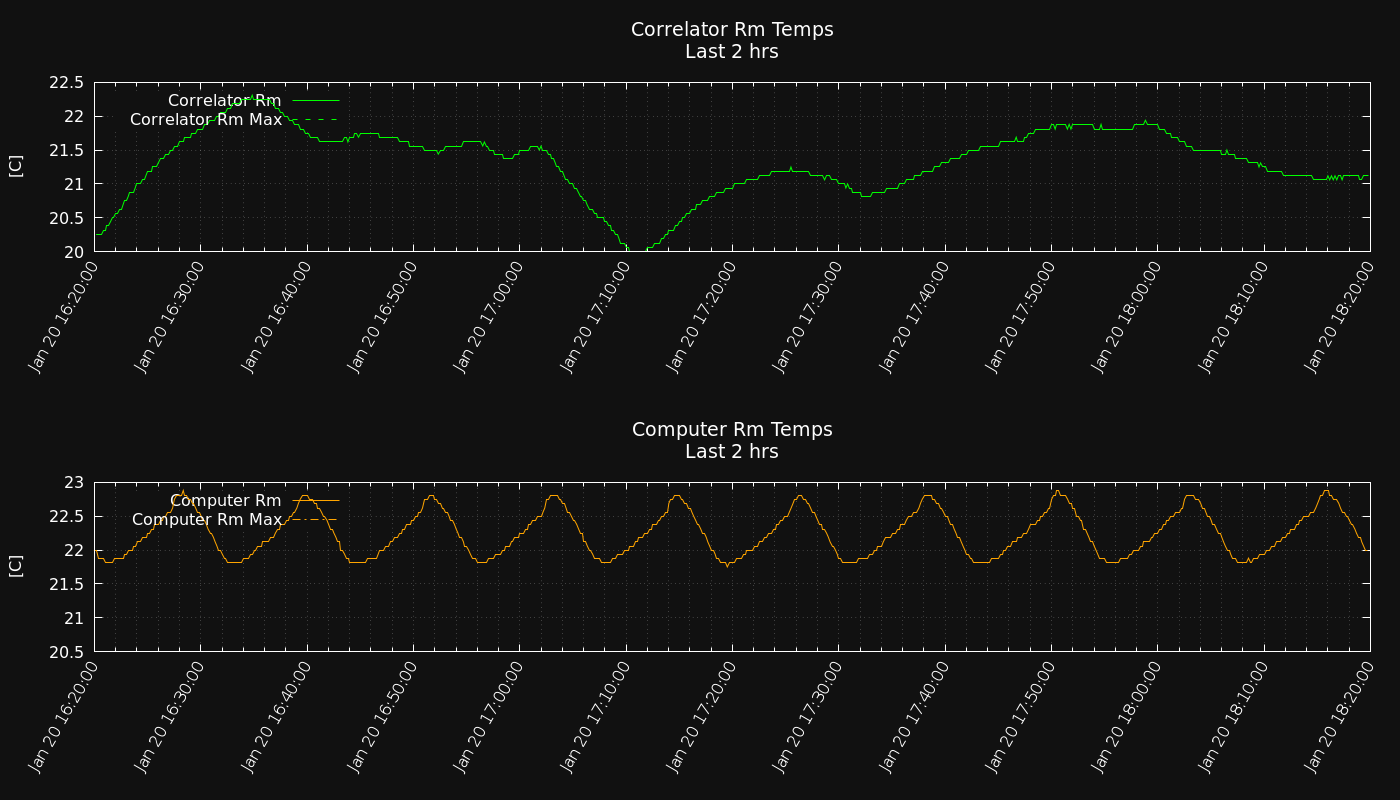 Correlator Rm Temps
Last 2 hrs
22.5
22
21.5
21
20.5
20
[C]
Correlator Rm
Correlator Rm Max
Jan 20 16:20:00
Jan 20 16:30:00
Jan 20 16:40:00
Jan 20 16:50:00
Jan 20 17:00:00
Jan 20 17:10:00
Jan 20 17:20:00
Jan 20 17:30:00
Jan 20 17:40:00
Jan 20 17:50:00
Jan 20 18:00:00
Jan 20 18:10:00
Jan 20 18:20:00
Computer Rm Temps
Last 2 hrs
23
22.5
22
21.5
21
20.5
[C]
Computer Rm
Computer Rm Max
Jan 20 16:20:00
Jan 20 16:30:00
Jan 20 16:40:00
Jan 20 16:50:00
Jan 20 17:00:00
Jan 20 17:10:00
Jan 20 17:20:00
Jan 20 17:30:00
Jan 20 17:40:00
Jan 20 17:50:00
Jan 20 18:00:00
Jan 20 18:10:00
Jan 20 18:20:00